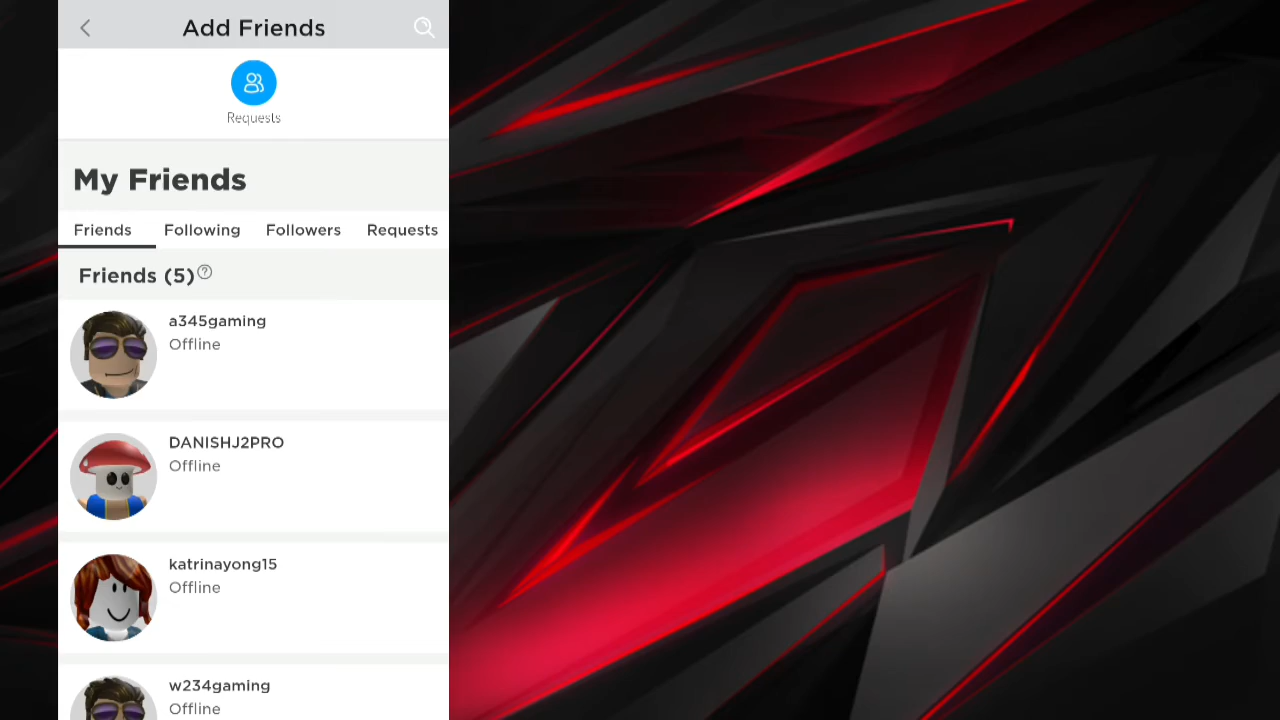 Add Friends
Requests
My Friends
Friends Following Followers Requests
Friends (5)
a345gaming
Offline
DANISHJ2PRO
Offline
katrinayong15
Offline
w234gaming
Offline